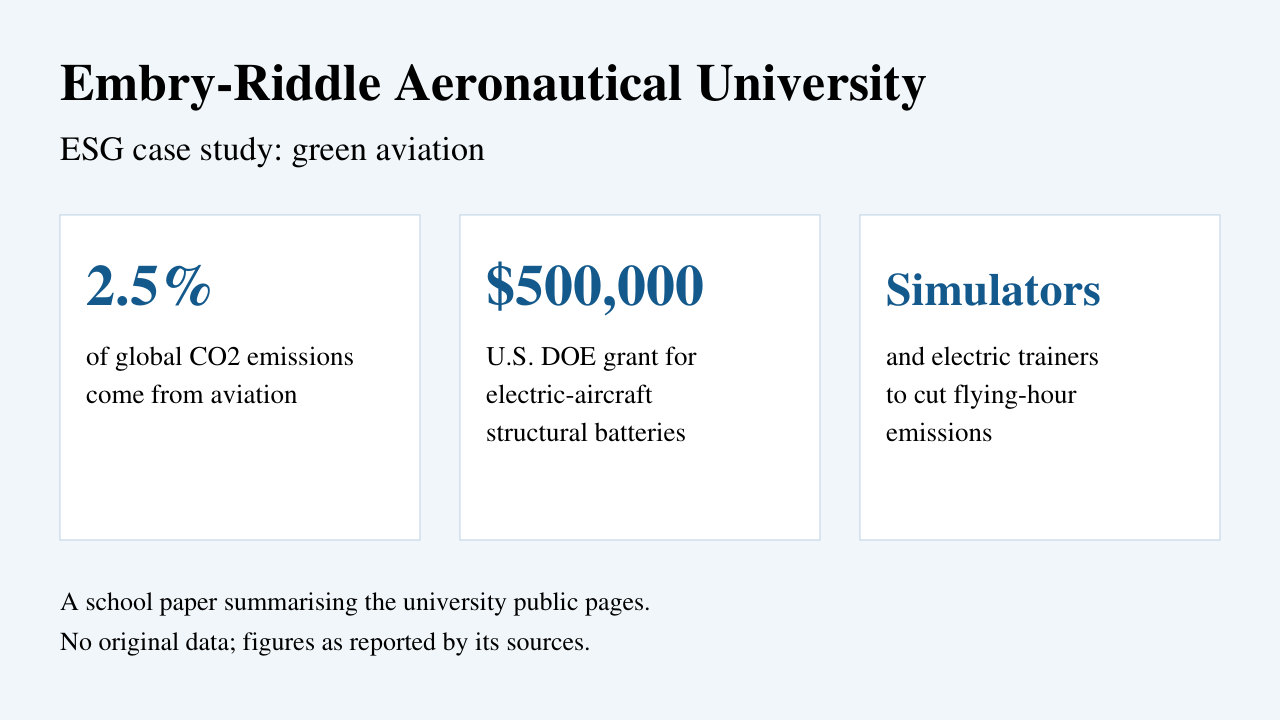 Embry-Riddle Aeronautical University
ESG case study: green aviation
2.5%
of global CO2 emissions
come from aviation
$500,000
U.S. DOE grant for
electric-aircraft
structural batteries
Simulators
and electric trainers
to cut flying-hour
emissions
A school paper summarising the university public pages.
No original data; figures as reported by its sources.